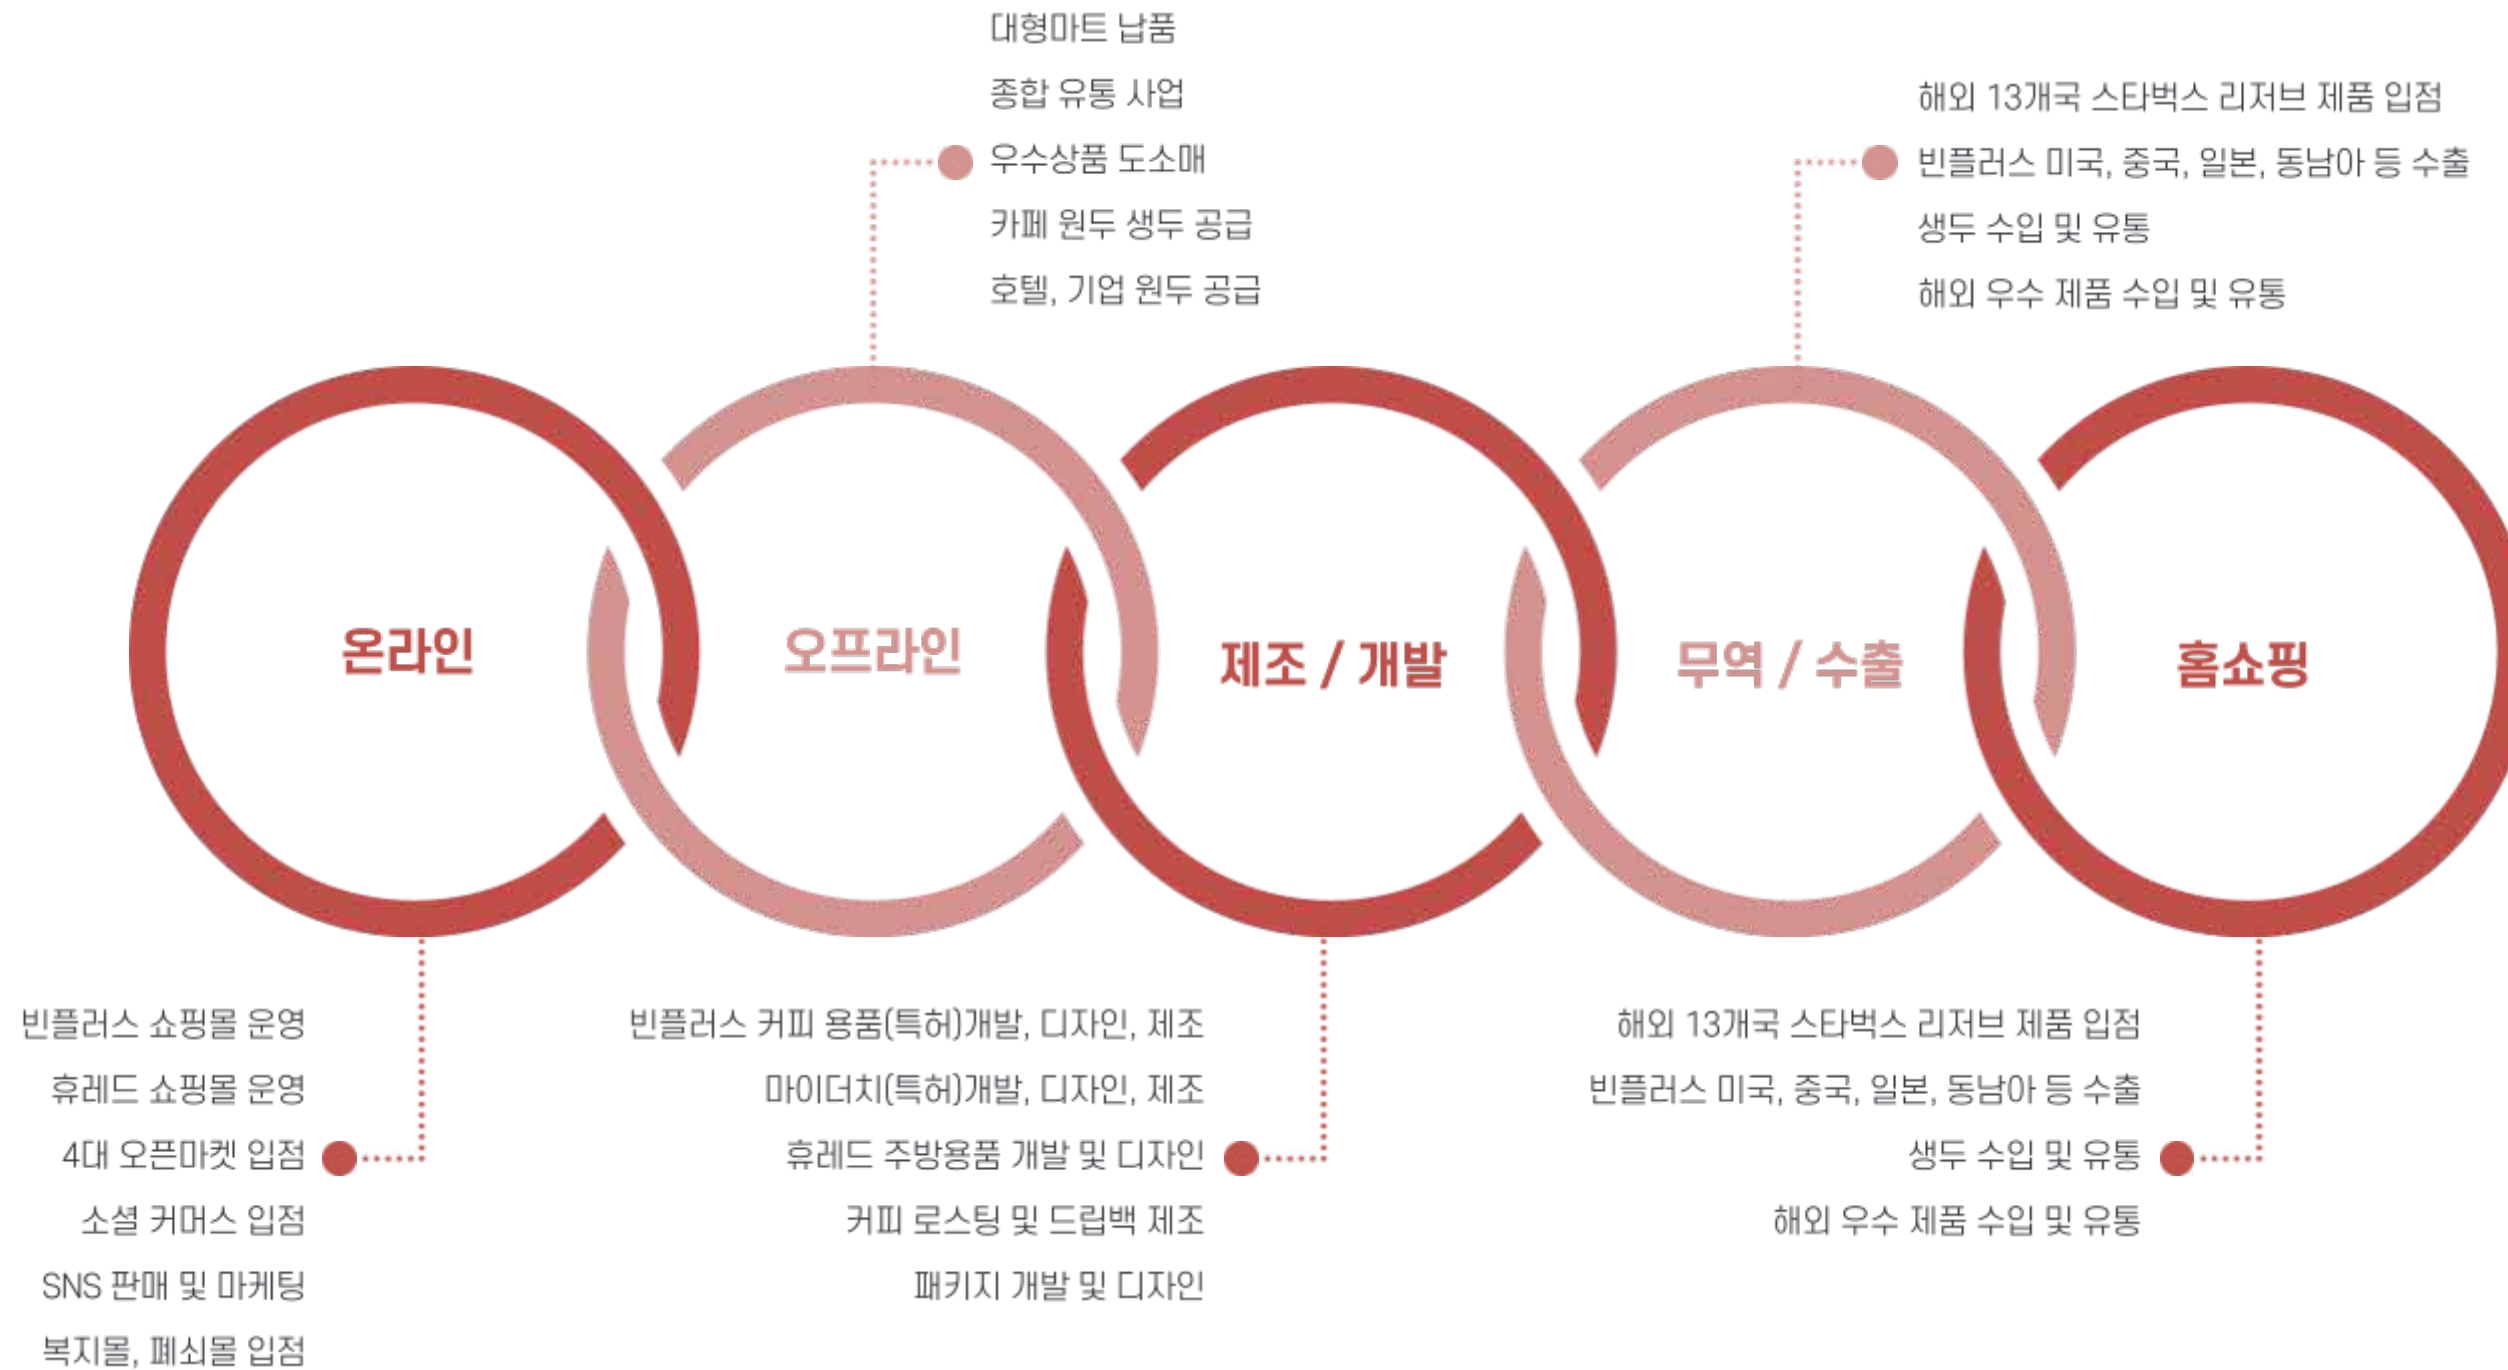 대형마트 납품
종합 유통 사업
우수상품 도소매
카페 원두 생두 공급
호텔, 기업 원두 공급
해외 13개국 스타벅스 리저브 제품 입점
빈플러스 미국, 중국, 일본, 동남아 등 수출
생두 수입 및 유통
해외 우수 제품 수입 및 유통
온라인
오프라인
제조 / 개발
무역 / 수출
홈쇼핑
빈플러스 쇼핑몰 운영
휴레드 쇼핑몰 운영
4대 오픈마켓 입점
소셜 커머스 입점
SNS 판매 및 마케팅
복지몰, 폐쇠몰 입점
빈플러스 커피 용품(특허)개발, 디자인, 제조
마이더치(특허)개발, 디자인, 제조
휴레드 주방용품 개발 및 디자인
커피 로스팅 및 드립백 제조
패키지 개발 및 디자인
해외 13개국 스타벅스 리저브 제품 입점
빈플러스 미국, 중국, 일본, 동남아 등 수출
생두 수입 및 유통
해외 우수 제품 수입 및 유통